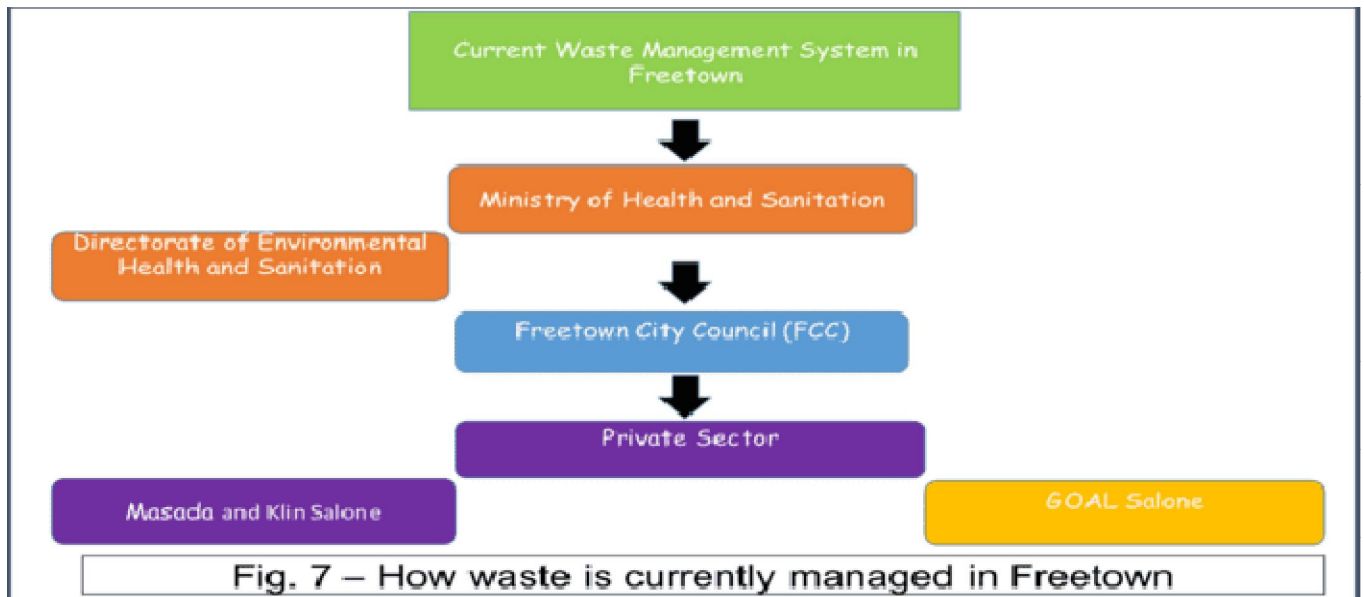 Current Waste Management System in
Freetown
Ministry of Health and Sanitation
Directorate of Environmental
Health and Sanitation
Freetown City Council (FCC)
Private Sector
Masada and Klin Salone
GOAL Salone
Fig. 7 – How waste is currently managed in Freetown